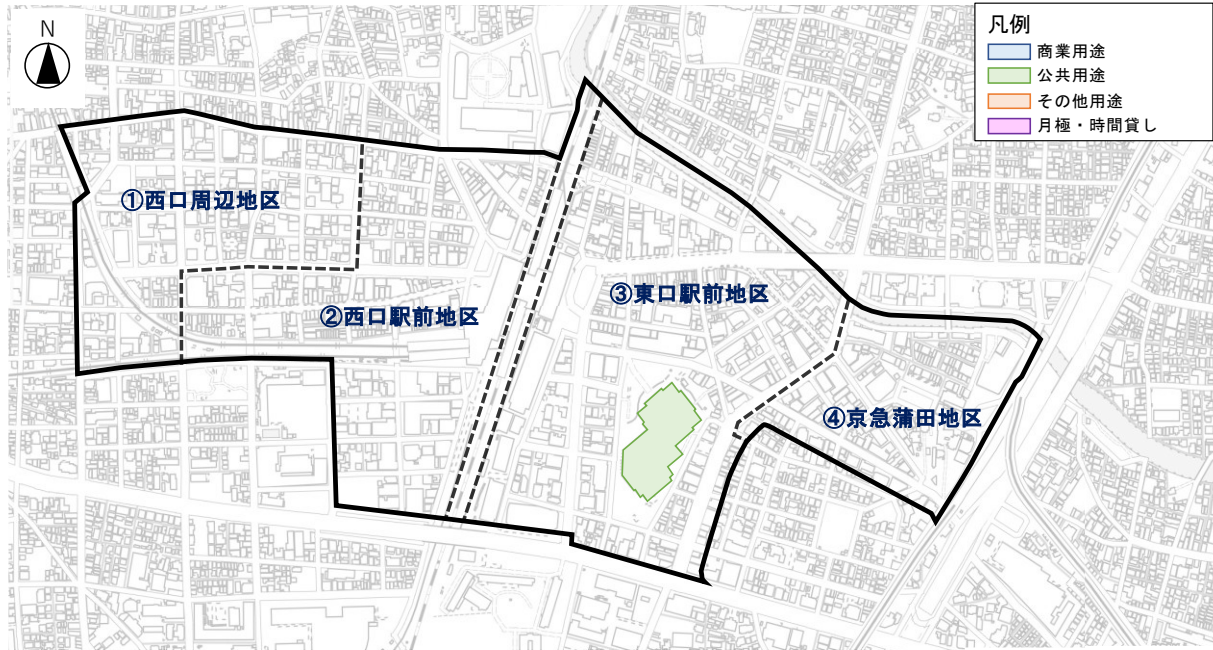 N
凡例
商業用途
公共用途
その他用途
月極・時間貸し
①西口周辺地区
②西口駅前地区
③東口駅前地区
④京急蒲田地区